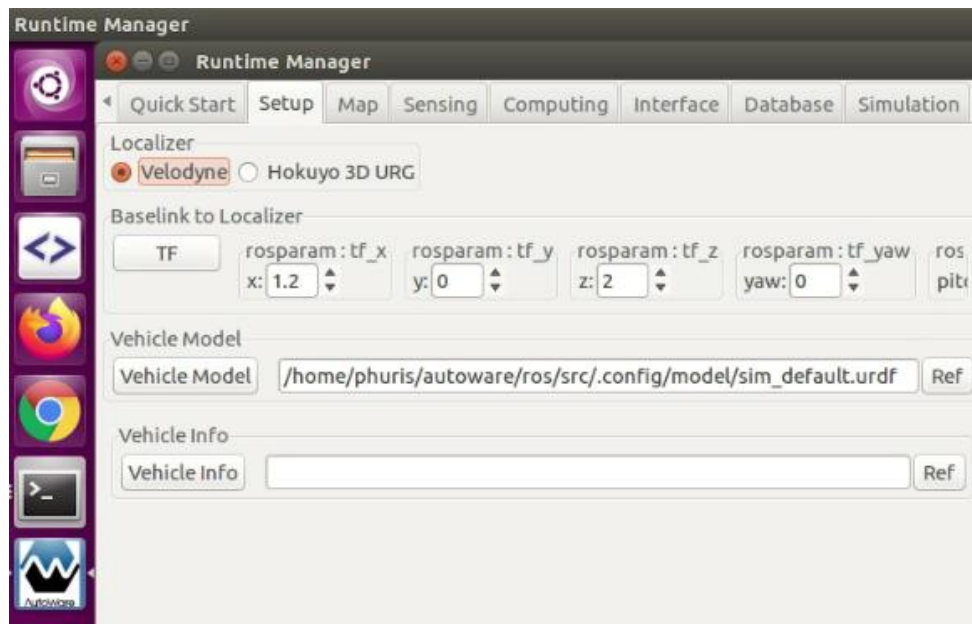 Runtime Manager
Runtime Manager
Quick Start Setup Map Sensing Computing Interface Database Simulation
Localizer
Velodyne Hokuyo 3D URG
Baselink to Localizer
TF
rosparam : tf_x rosparam : tf_y rosparam : tf_z rosparam : tf_yaw ros
x: 1.2 y: 0 z: 2 yaw: 0
Vehicle Model
Vehicle Model /home/phuris/autoware/ros/src/.config/model/sim_default.urdf Ref
Vehicle Info
Vehicle Info Ref
AutoWare